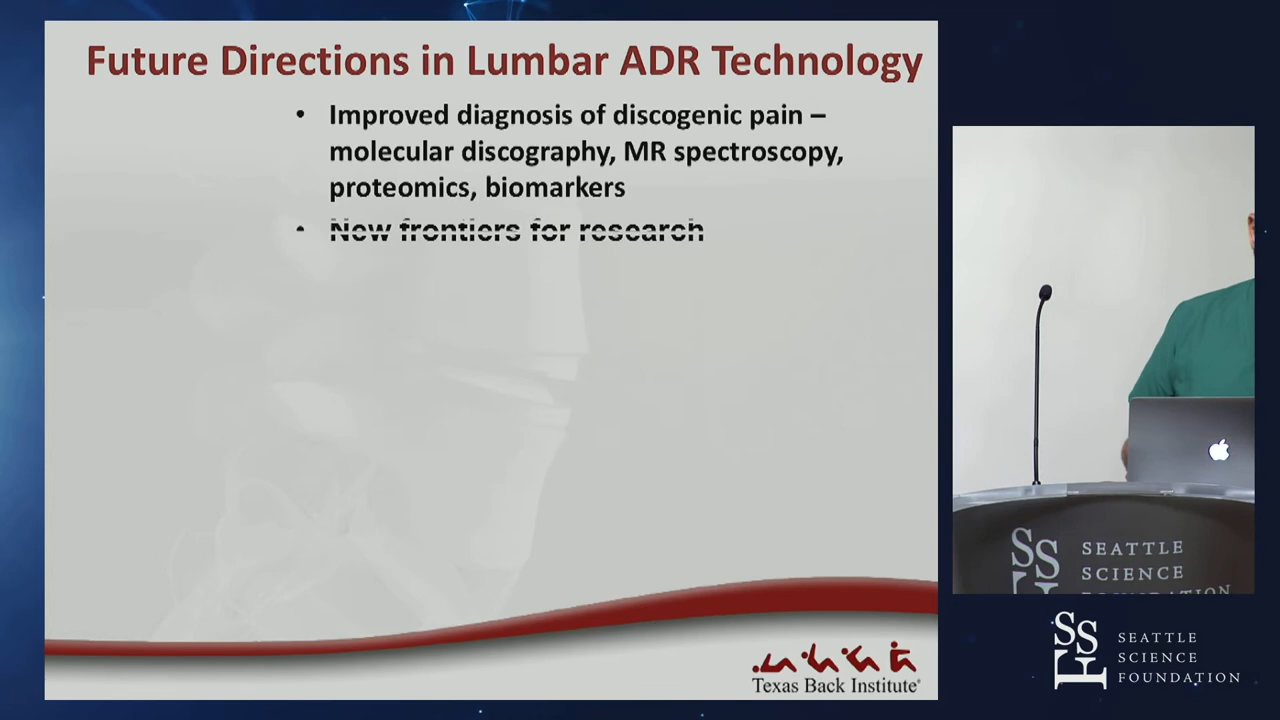 Future Directions in Lumbar ADR Technology
• Improved diagnosis of discogenic pain –
molecular discography, MR spectroscopy,
proteomics, biomarkers
• New frontiers for research
Texas Back Institute
SEATTLE
SCIENCE
FOUNDATION
SEATTLE
SCIENCE
FOUNDATION